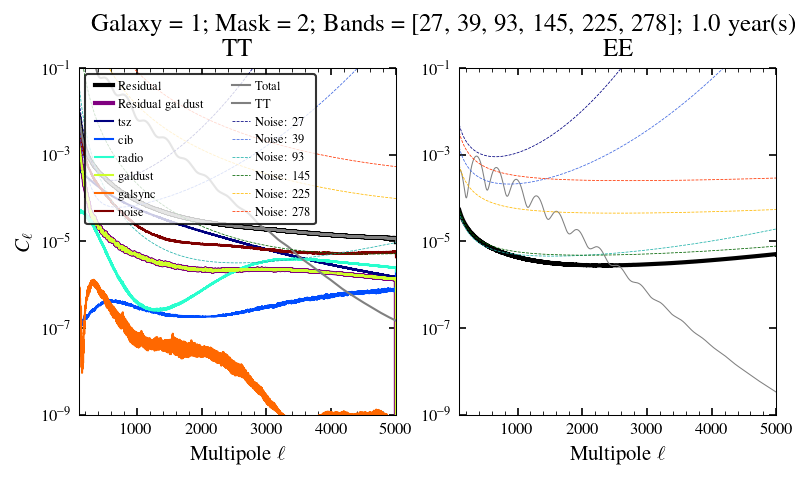 Galaxy = 1; Mask = 2; Bands = [27, 39, 93, 145, 225, 278]; 1.0 year(s)
TT
EE
Residual
Residual gal dust
tsz
cib
radio
galdust
galsync
noise
Total
TT
Noise: 27
Noise: 39
Noise: 93
Noise: 145
Noise: 225
Noise: 278
C_ℓ
10^{-1}
10^{-3}
10^{-5}
10^{-7}
10^{-9}
1000 2000 3000 4000 5000
Multipole ℓ
10^{-1}
10^{-3}
10^{-5}
10^{-7}
10^{-9}
1000 2000 3000 4000 5000
Multipole ℓ